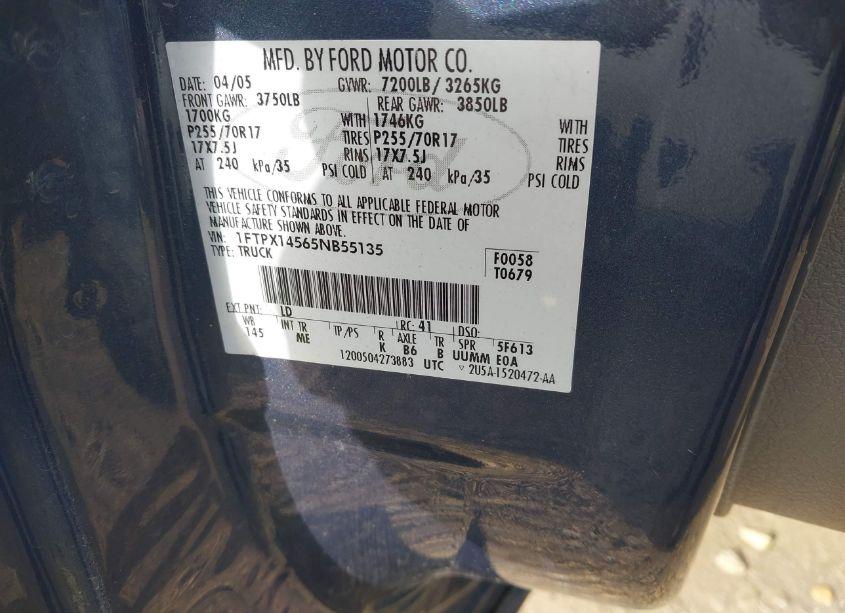 MFD. BY FORD MOTOR CO.
DATE: 04/05 GVWR: 7200LB/ 3265KG
FRONT GAWR: 3750LB REAR GAWR: 3850LB
1700KG WITH 1746KG WITH
P255/70R17 TIRES P255/70R17 TIRES
17X7.5J RIMS 17X7.5J RIMS
AT 240 kPa/35 PSI COLD AT 240 kPa/35 PSI COLD
THIS VEHICLE CONFORMS TO ALL APPLICABLE FEDERAL MOTOR
VEHICLE SAFETY STANDARDS IN EFFECT ON THE DATE OF
MANUFACTURE SHOWN ABOVE.
VIN: 1FTPX14565NB55135
TYPE: TRUCK
F0058
T0679
EXT PNT: LD RC: 41 DSO:
WB INT TR TP/PS R AXLE TR SPR 5F613
145 ME K B6 B UUMM E0A
1200504273883 UTC ▽ 2U5A-1520472-AA
Ford